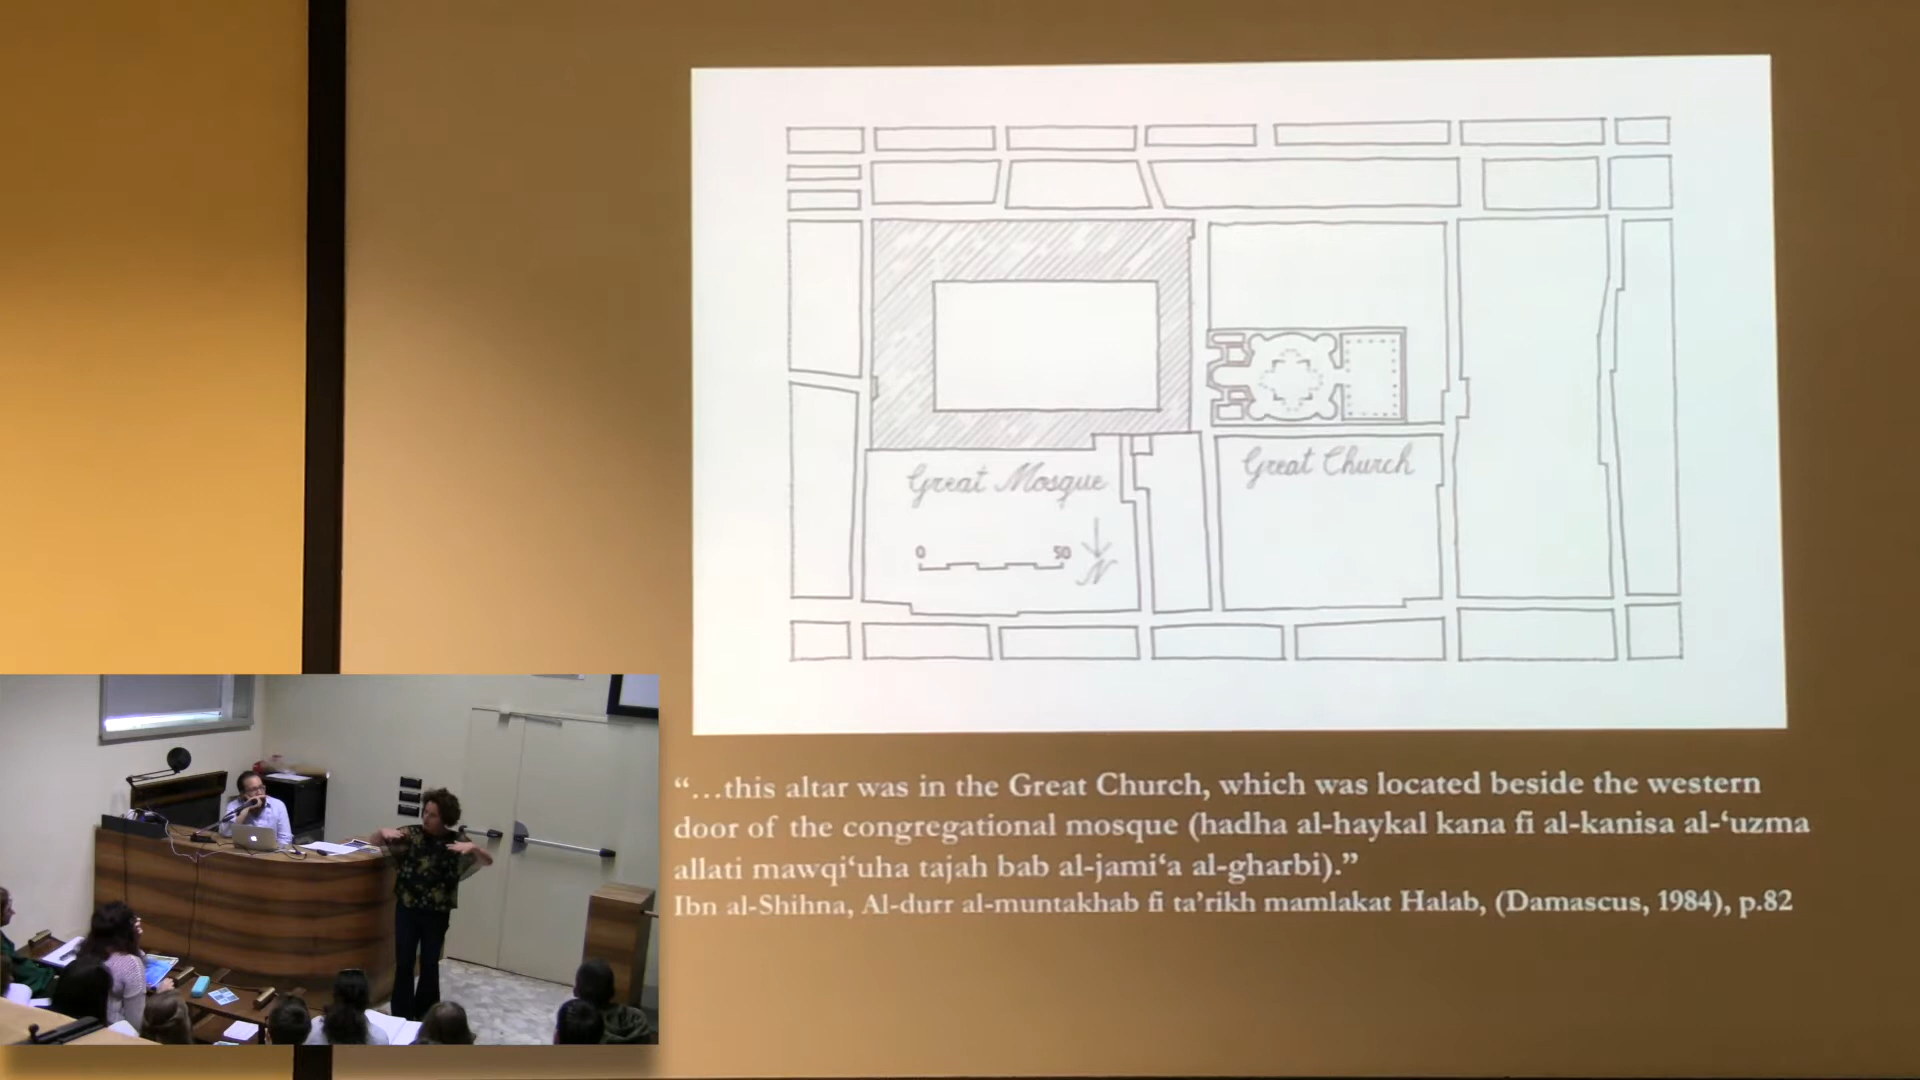 Great Mosque
Great Church
0 50
N
“…this altar was in the Great Church, which was located beside the western
door of the congregational mosque (hadha al-haykal kana fi al-kanisa al-‘uzma
allati mawqi‘uha tajah bab al-jami‘a al-gharbi).”
Ibn al-Shihna, Al-durr al-muntakhab fi ta’rikh mamlakat Halab, (Damascus, 1984), p.82